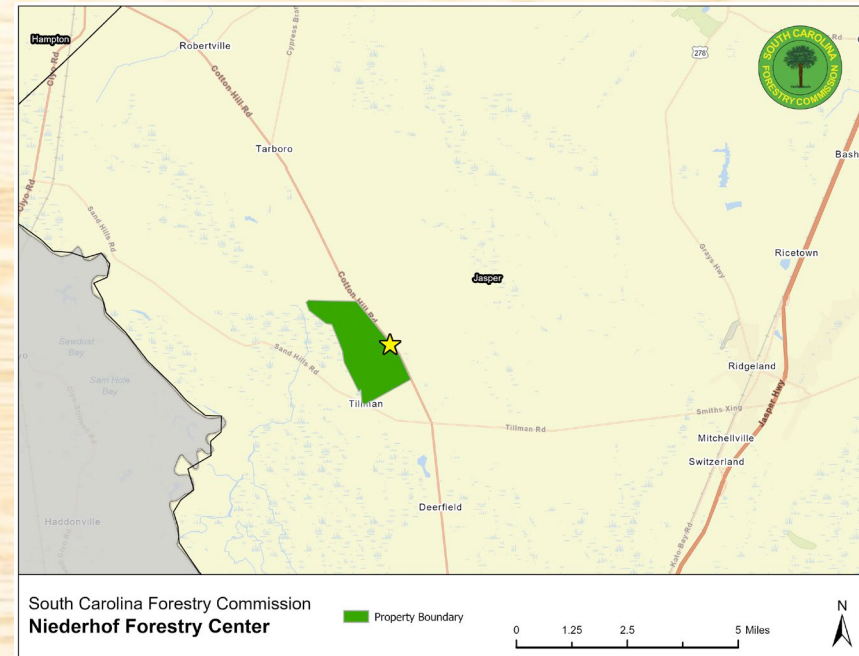 Hampton
Robertville
Cypress Bran
278
SOUTH CAROLINA
FORESTRY COMMISSION
Rd
Clyo Rd
Cotton Hill Rd
Tarboro
Bash
Clyo Rd
Sand Hills Rd
Ricetown
Jasper
Grays Hwy
Cotton Hill Rd
Sawdust
Bay
Sand Hills Rd
Ridgeland
Sam Hole
Bay
Jasper Hwy
Tillman
Smiths Xing
Tillman Rd
Mitchellville
Switzerland
Deerfield
Haddonville
South Carolina Forestry Commission
Niederhof Forestry Center
Property Boundary
0 1.25 2.5 5 Miles
N